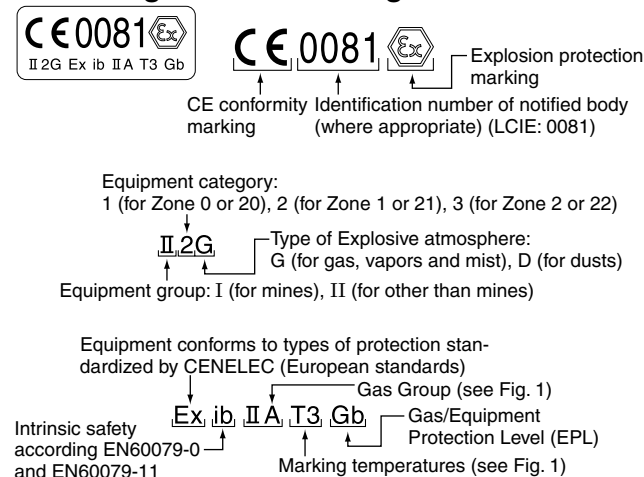 CE0081 Ex
II 2G Ex ib IIA T3 Gb
CE 0081 Ex
Explosion protection
marking
CE conformity
marking
Identification number of notified body
(where appropriate) (LCIE: 0081)
Equipment category:
1 (for Zone 0 or 20), 2 (for Zone 1 or 21), 3 (for Zone 2 or 22)
II 2G
Type of Explosive atmosphere:
G (for gas, vapors and mist), D (for dusts)
Equipment group: I (for mines), II (for other than mines)
Equipment conforms to types of protection stan-
dardized by CENELEC (European standards)
Gas Group (see Fig. 1)
Ex ib IIA T3 Gb
Gas/Equipment
Protection Level (EPL)
Intrinsic safety
according EN60079-0
and EN60079-11
Marking temperatures (see Fig. 1)